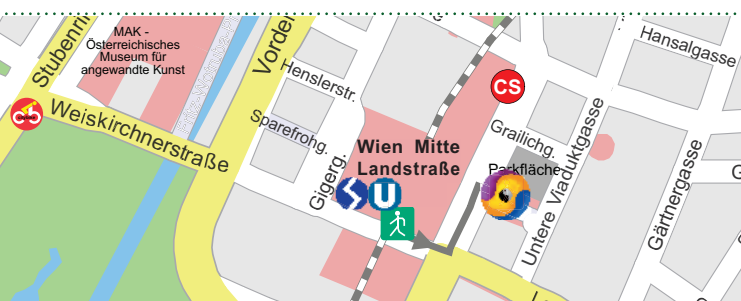 MAK -
Österreichisches
Museum für
angewandte Kunst
Stubenring
Weiskirchnerstraße
Henslerstr.
Sparefrohg.
Gigerg.
Wien Mitte
Landstraße
CS
Grailichg.
Parkfläche
Untere Viaduktgasse
Gärtnergasse
Hansalgasse
U
G